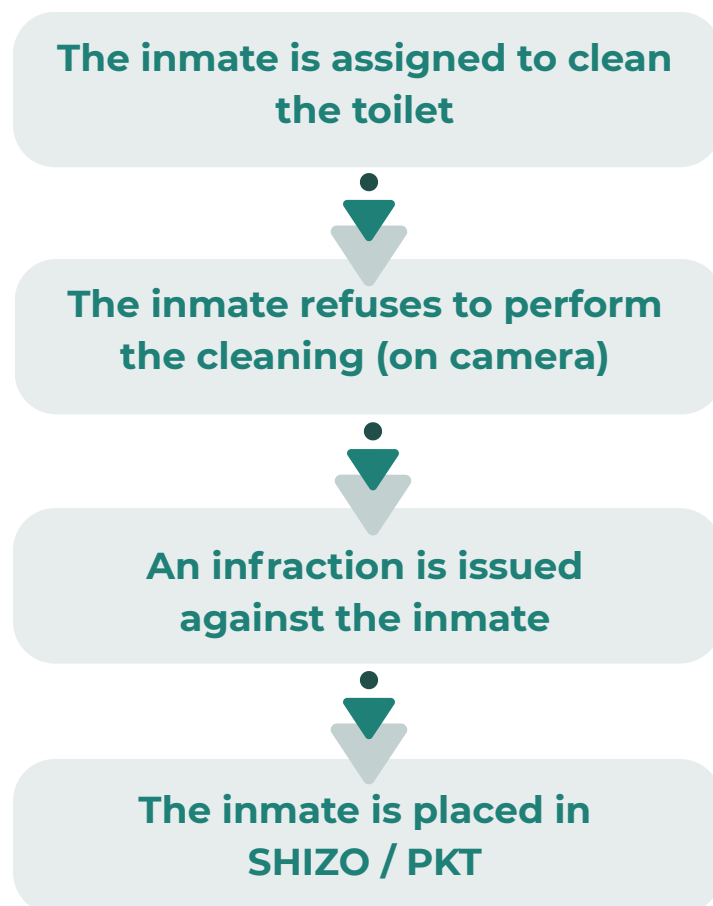 The inmate is assigned to clean
the toilet
The inmate refuses to perform
the cleaning (on camera)
An infraction is issued
against the inmate
The inmate is placed in
SHIZO / PKT